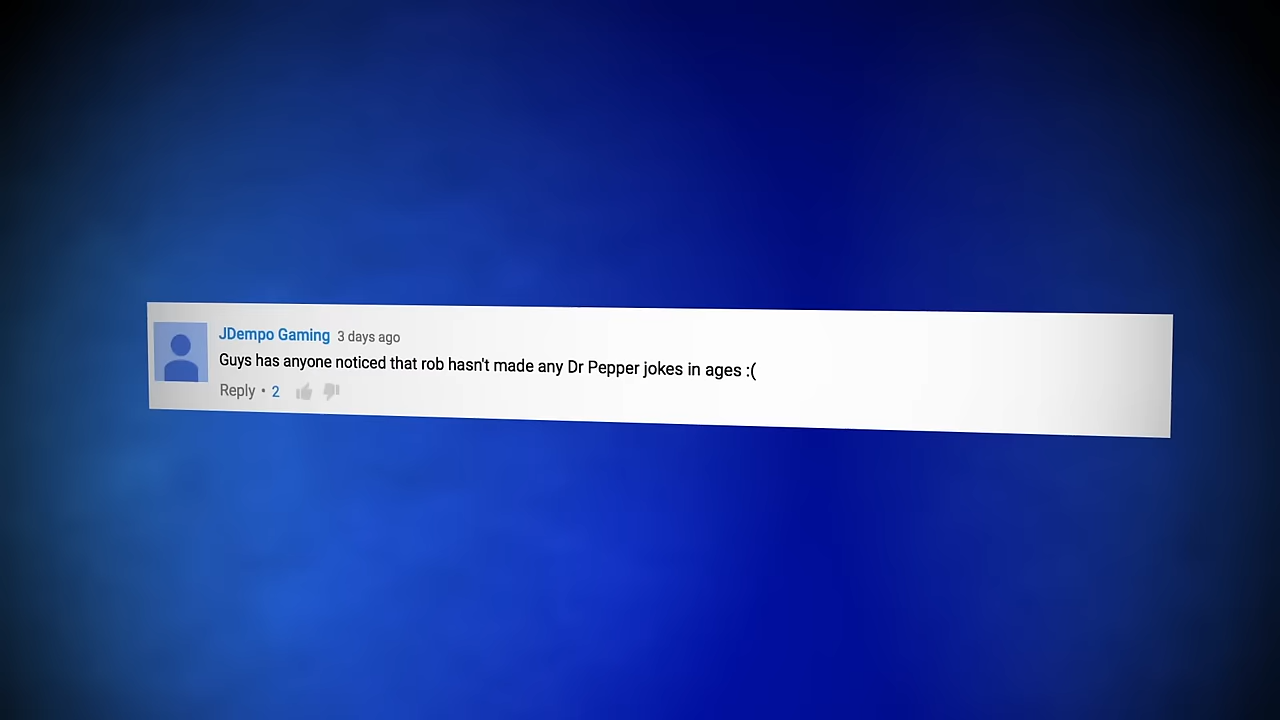 JDempo Gaming 3 days ago
Guys has anyone noticed that rob hasn't made any Dr Pepper jokes in ages :(
Reply • 2